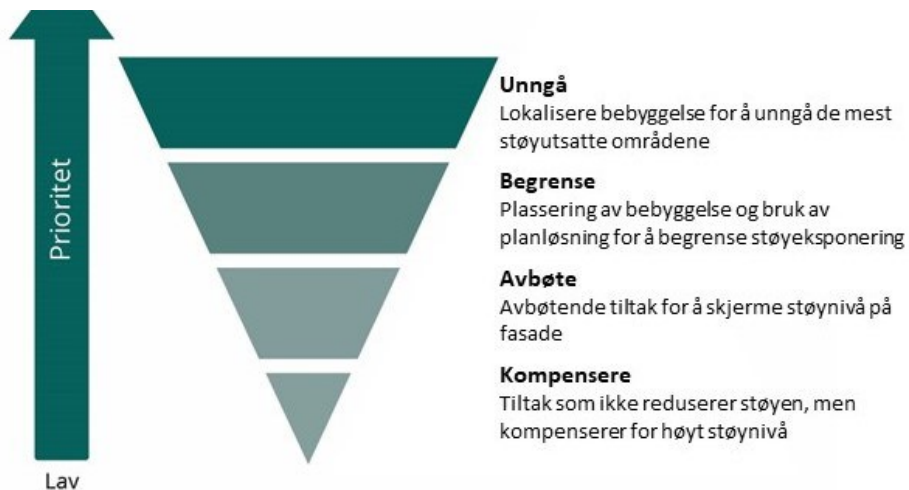 Prioritet
Lav
Unngå
Lokalisere bebyggelse for å unngå de mest
støyutsatte områdene
Begrense
Plassering av bebyggelse og bruk av
planløsning for å begrense støyeksponering
Avbøte
Avbøtende tiltak for å skjerme støynivå på
fasade
Kompensere
Tiltak som ikke reduserer støyen, men
kompenserer for høyt støynivå